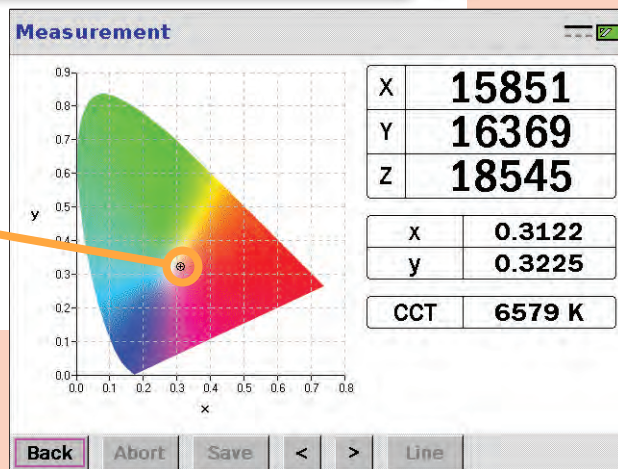 Measurement
0.9
0.8
0.7
0.6
0.5
y
0.4
0.3
0.2
0.1
0.0
0.0 0.1 0.2 0.3 0.4 0.5 0.6 0.7 0.8
x
X 15851
Y 16369
Z 18545
x 0.3122
y 0.3225
CCT 6579 K
Back Abort Save < > Line